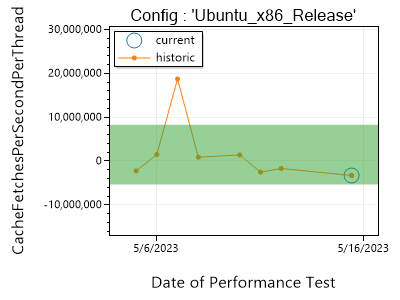 Config : 'Ubuntu_x86_Release'
CacheFetchesPerSecondPerThread
30,000,000
20,000,000
10,000,000
0
-10,000,000
current
historic
5/6/2023
5/16/2023
Date of Performance Test